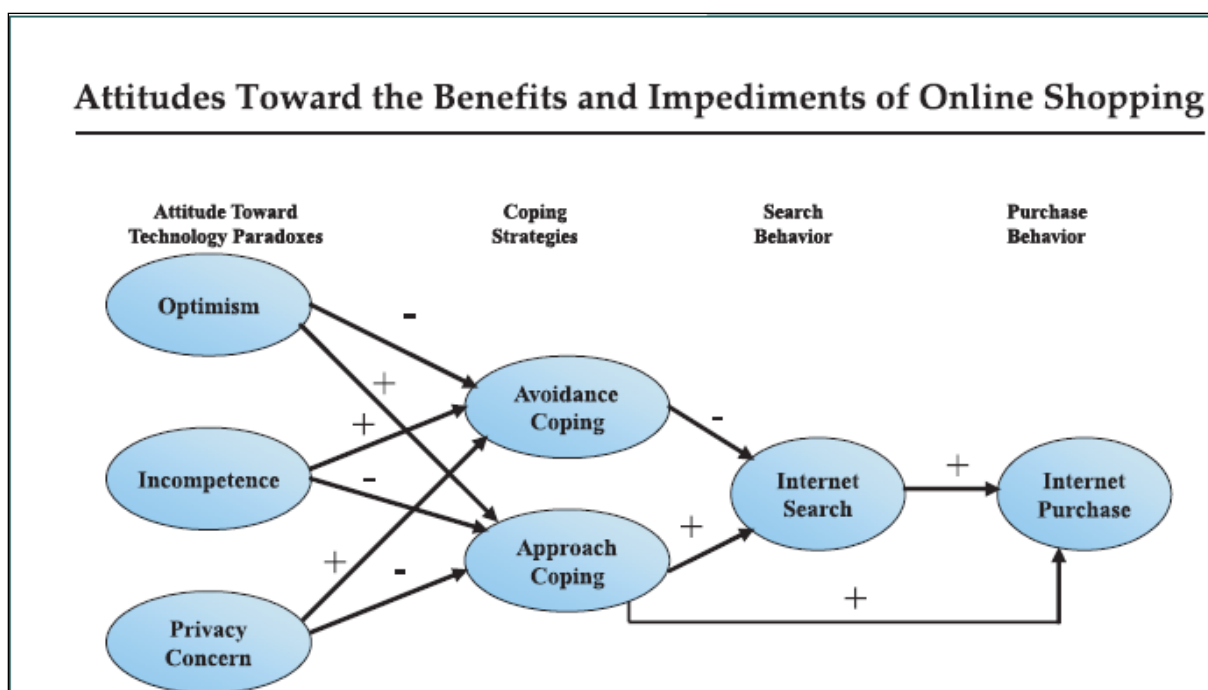 Attitudes Toward the Benefits and Impediments of Online Shopping
Attitude Toward
Technology Paradoxes
Coping
Strategies
Search
Behavior
Purchase
Behavior
Optimism
-
+
Avoidance
Coping
+
-
Incompetence
-
Internet
Search
+
Internet
Purchase
+
Approach
Coping
+
-
+
Privacy
Concern